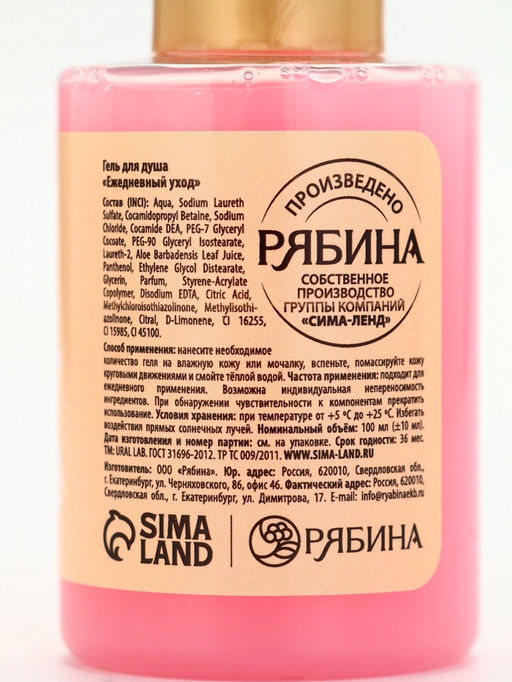 Гель для душа
«Ежедневный уход»
Состав (INCI): Aqua, Sodium Laureth
Sulfate, Cocamidopropyl Betaine, Sodium
Chloride, Cocamide DEA, PEG-7 Glyceryl
Cocoate, PEG-90 Glyceryl Isostearate,
Laureth-2, Aloe Barbadensis Leaf Juice,
Panthenol, Ethylene Glycol Distearate,
Glycerin, Parfum, Styrene-Acrylate
Copolymer, Disodium EDTA, Citric Acid,
Methylchloroisothiazolinone, Methylisothi-
azolinone, Citral, D-Limonene, CI 16255,
CI 15985, CI 45100.
ПРОИЗВЕДЕНО
РЯБИНА
СОБСТВЕННОЕ
ПРОИЗВОДСТВО
ГРУППЫ КОМПАНИЙ
«СИМА-ЛЕНД»
Способ применения: нанесите необходимое
количество геля на влажную кожу или мочалку, вспеньте, помассируйте кожу
круговыми движениями и смойте тёплой водой. Частота применения: подходит для
ежедневного применения. Возможна индивидуальная непереносимость
ингредиентов. При обнаружении чувствительности к компонентам прекратить
использование. Условия хранения: при температуре от +5 °С до +25 °С. Избегать
воздействия прямых солнечных лучей. Номинальный объём: 100 мл (±10 мл).
Дата изготовления и номер партии: см. на упаковке. Срок годности: 36 мес.
ТМ: URAL LAB. ГОСТ 31696-2012. ТР ТС 009/2011. WWW.SIMA-LAND.RU
Изготовитель: ООО «Рябина». Юр. адрес: Россия, 620010, Свердловская обл.,
г. Екатеринбург, ул. Черняховского, 86, офис 46. Фактический адрес: Россия, 620010,
Свердловская обл., г. Екатеринбург, ул. Димитрова, 17. E-mail: info@ryabinaekb.ru
SIMA
LAND
РЯБИНА